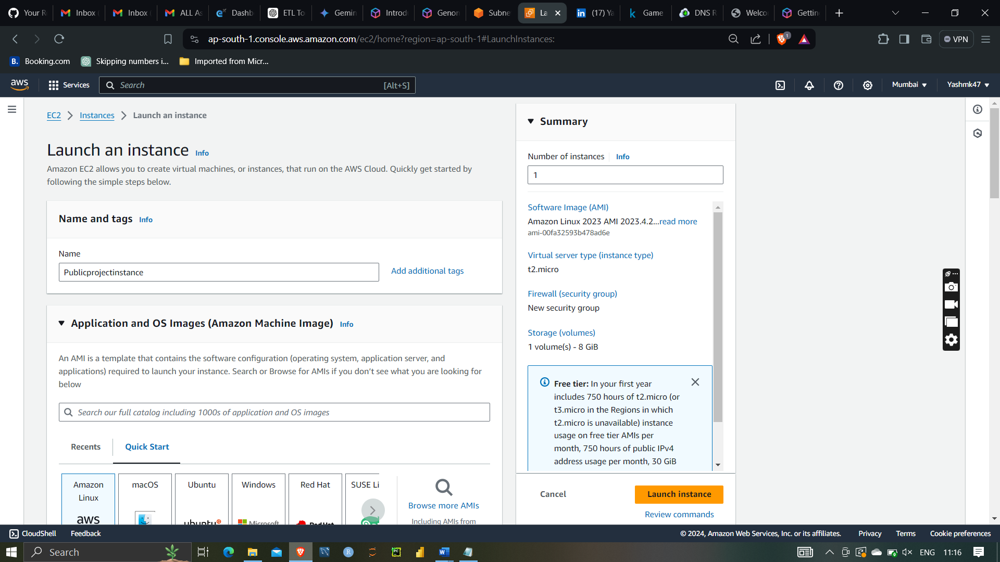 Your R
Inbox
Inbox
ALL As
Dashb
ETL To
Gemin
Introd
Genon
Subne
La
(17) Ya
Game
DNS R
Welco
Gettin
ap-south-1.console.aws.amazon.com/ec2/home?region=ap-south-1#LaunchInstances:
1
VPN
B. Booking.com
Skipping numbers i...
Imported from Micr...
aws
Services
Search
[Alt+S]
Mumbai
Yashmk47
EC2
Instances
Launch an instance
Launch an instance Info
Amazon EC2 allows you to create virtual machines, or instances, that run on the AWS Cloud. Quickly get started by
following the simple steps below.
Name and tags Info
Name
Publicprojectinstance
Add additional tags
Application and OS Images (Amazon Machine Image) Info
An AMI is a template that contains the software configuration (operating system, application server, and
applications) required to launch your instance. Search or Browse for AMIs if you don’t see what you are looking for
below
Search our full catalog including 1000s of application and OS images
Recents
Quick Start
Amazon
Linux
aws
macOS
Ubuntu
ubuntu
Windows
Microsoft
Red Hat
Red Hat
SUSE Li
Browse more AMIs
Including AMIs from
Summary
Number of instances Info
1
Software Image (AMI)
Amazon Linux 2023 AMI 2023.4.2...read more
ami-00fa32593b478ad6e
Virtual server type (instance type)
t2.micro
Firewall (security group)
New security group
Storage (volumes)
1 volume(s) - 8 GiB
Free tier: In your first year
includes 750 hours of t2.micro (or
t3.micro in the Regions in which
t2.micro is unavailable) instance
usage on free tier AMIs per
month, 750 hours of public IPv4
address usage per month, 30 GiB
Cancel
Launch instance
Review commands
CloudShell
Feedback
© 2024, Amazon Web Services, Inc. or its affiliates.
Privacy
Terms
Cookie preferences
Search
ENG
11:16